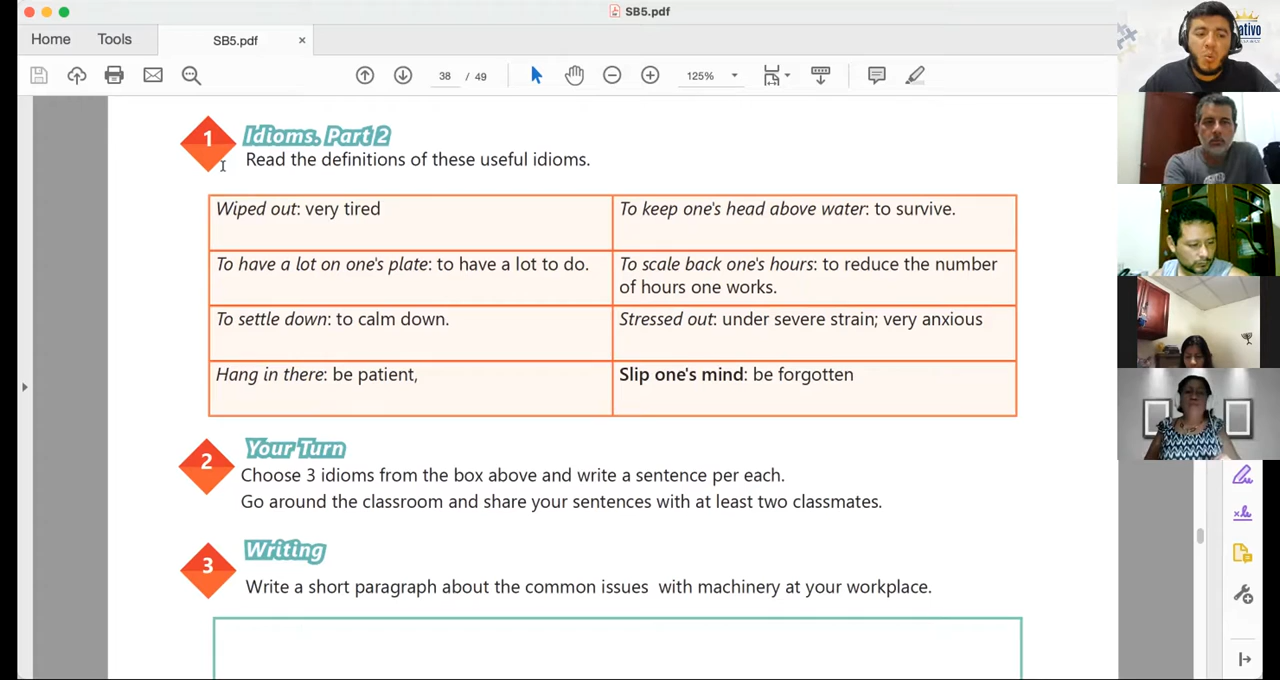 SB5.pdf
Home
Tools
SB5.pdf
×
38 / 49
125%
ativo
1
Idioms. Part 2
Read the definitions of these useful idioms.
Wiped out: very tired
To keep one's head above water: to survive.
To have a lot on one's plate: to have a lot to do.
To scale back one's hours: to reduce the number
of hours one works.
To settle down: to calm down.
Stressed out: under severe strain; very anxious
Hang in there: be patient,
Slip one's mind: be forgotten
2
Your Turn
Choose 3 idioms from the box above and write a sentence per each.
Go around the classroom and share your sentences with at least two classmates.
3
Writing
Write a short paragraph about the common issues with machinery at your workplace.